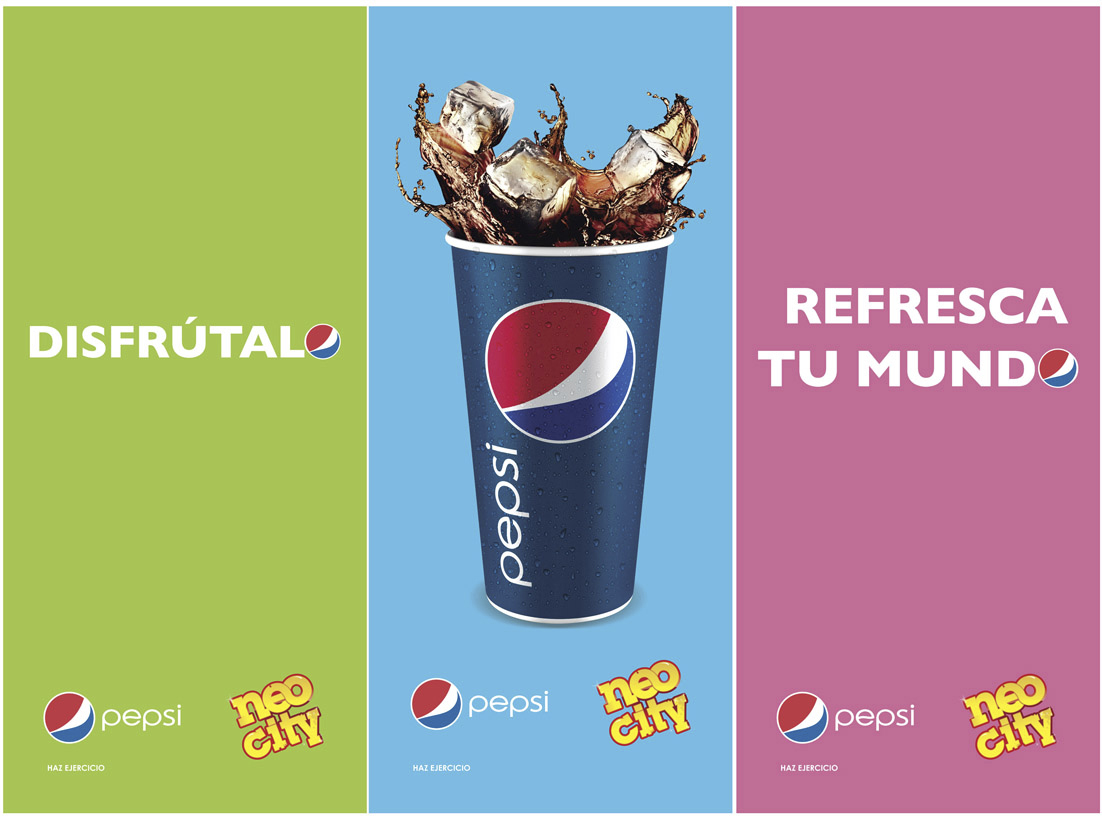 DISFRÚTALO
pepsi
neo
city
HAZ EJERCICIO
pepsi
pepsi
neo
city
HAZ EJERCICIO
REFRESCA
TU MUNDO
pepsi
neo
city
HAZ EJERCICIO